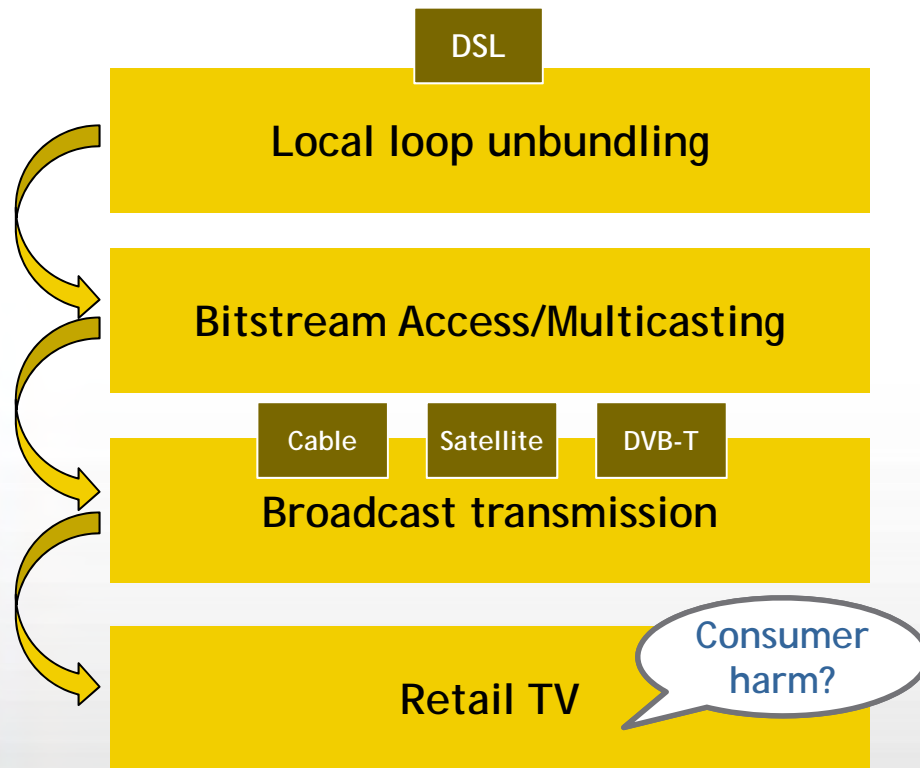 DSL
Local loop unbundling
Bitstream Access/Multicasting
Cable
Satellite
DVB-T
Broadcast transmission
Consumer
harm?
Retail TV